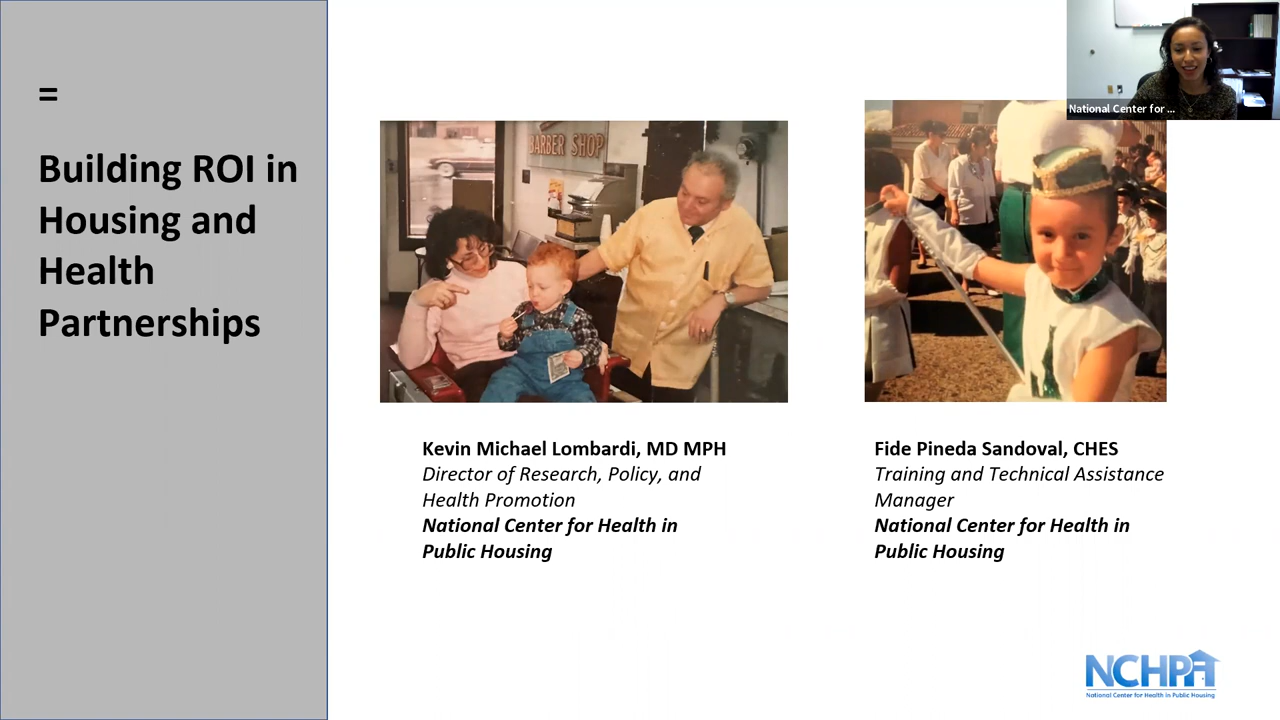 =
Building ROI in
Housing and
Health
Partnerships
BARBER SHOP
National Center for ...
Kevin Michael Lombardi, MD MPH
Director of Research, Policy, and
Health Promotion
National Center for Health in
Public Housing
Fide Pineda Sandoval, CHES
Training and Technical Assistance
Manager
National Center for Health in
Public Housing
NCHPH
National Center for Health in Public Housing